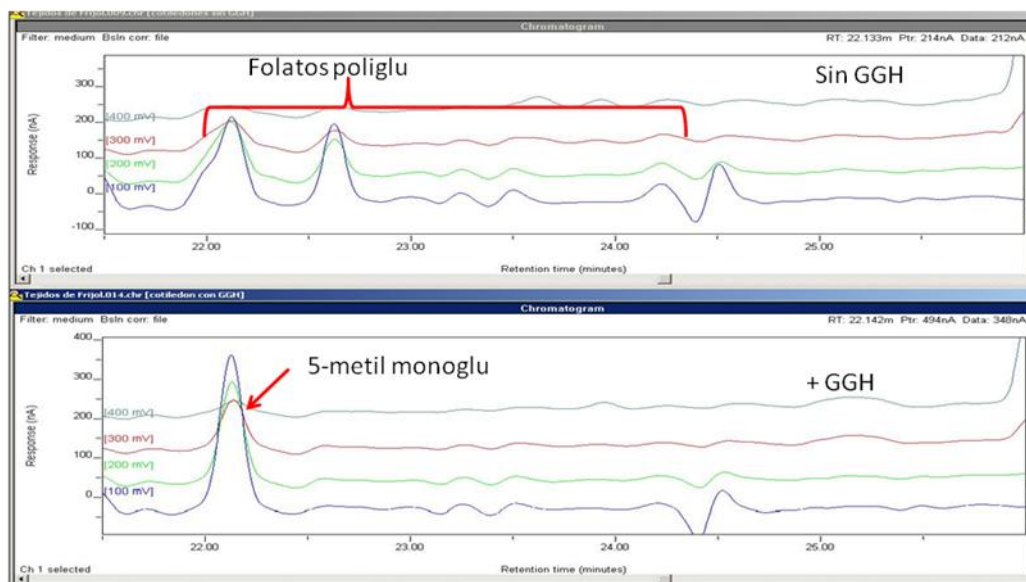 Tejidos de Frijol.009.chr [cotiledones sin GGH]
Chromatogram
Filter: medium Bsln corr: file
RT: 22.133m Ptr: 214nA Data: 212nA
Folatos poliglu
Sin GGH
Response (nA)
300
200
100
0
-100
[400 mV]
[300 mV]
[200 mV]
[100 mV]
22.00
23.00
24.00
25.00
Ch 1 selected
Retention time (minutes)
Tejidos de Frijol.014.chr [cotiledon con GGH]
Chromatogram
Filter: medium Bsln corr: file
RT: 22.142m Ptr: 494nA Data: 348nA
5-metil monoglu
+ GGH
Response (nA)
400
300
200
100
0
[400 mV]
[300 mV]
[200 mV]
[100 mV]
22.00
23.00
24.00
25.00
Ch 1 selected
Retention time (minutes)